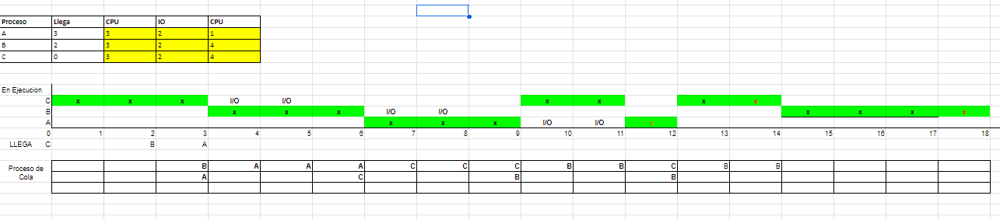 Proceso Llega CPU IO CPU
A 3 3 2 1
B 2 3 2 4
C 0 3 2 4
En Ejecucion
C x x x I/O I/O x x x x
B x x x I/O I/O x x x x
A x x x I/O I/O x
0 1 2 3 4 5 6 7 8 9 10 11 12 13 14 15 16 17 18
LLEGA C B A
Proceso de Cola
B A A A C C C B B C B B
A C B B